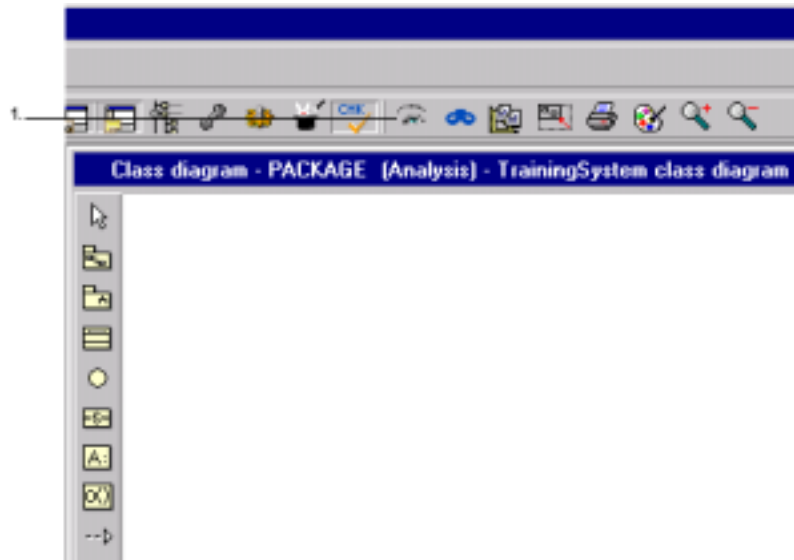 1.
CHK
Class diagram - PACKAGE (Analysis) - TrainingSystem class diagram
S
A:
O()